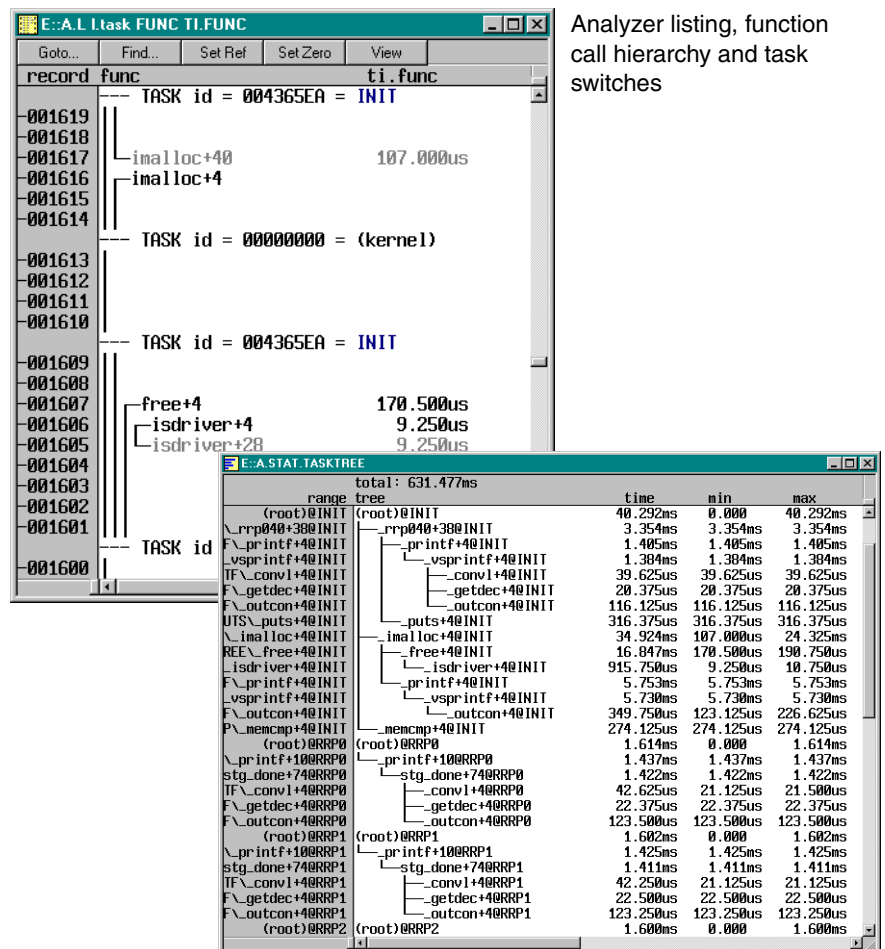 E::A.L I.task FUNC TI.FUNC
Goto... Find... Set Ref Set Zero View
record func ti.func
--- TASK id = 004365EA = INIT
-001619
-001618
-001617 imalloc+40 107.000us
-001616 imalloc+4
-001615
-001614
--- TASK id = 00000000 = (kernel)
-001613
-001612
-001611
-001610
--- TASK id = 004365EA = INIT
-001609
-001608
-001607 free+4 170.500us
-001606 isdriver+4 9.250us
-001605 isdriver+28 9.250us
-001604
-001603
-001602
-001601
--- TASK id
-001600
Analyzer listing, function
call hierarchy and task
switches
E::A.STAT.TASKTREE
total: 631.477ms
range tree time min max
(root)@INIT (root)@INIT 40.292ms 0.000 40.292ms
\_rrp040+38@INIT _rrp040+38@INIT 3.354ms 3.354ms 3.354ms
F\_printf+4@INIT _printf+4@INIT 1.405ms 1.405ms 1.405ms
_vsprintf+4@INIT _vsprintf+4@INIT 1.384ms 1.384ms 1.384ms
TF\_convl+4@INIT _convl+4@INIT 39.625us 39.625us 39.625us
F\_getdec+4@INIT _getdec+4@INIT 20.375us 20.375us 20.375us
F\_outcon+4@INIT _outcon+4@INIT 116.125us 116.125us 116.125us
UTS\_puts+4@INIT _puts+4@INIT 316.375us 316.375us 316.375us
\_imalloc+4@INIT _imalloc+4@INIT 34.924ms 107.000us 24.325ms
REE\_free+4@INIT _free+4@INIT 16.847ms 170.500us 190.750us
_isdriver+4@INIT _isdriver+4@INIT 915.750us 9.250us 10.750us
F\_printf+4@INIT _printf+4@INIT 5.753ms 5.753ms 5.753ms
_vsprintf+4@INIT _vsprintf+4@INIT 5.730ms 5.730ms 5.730ms
F\_outcon+4@INIT _outcon+4@INIT 349.750us 123.125us 226.625us
P\_memcmp+4@INIT _memcmp+4@INIT 274.125us 274.125us 274.125us
(root)@RRP0 (root)@RRP0 1.614ms 0.000 1.614ms
\_printf+10@RRP0 _printf+10@RRP0 1.437ms 1.437ms 1.437ms
stg_done+74@RRP0 stg_done+74@RRP0 1.422ms 1.422ms 1.422ms
TF\_convl+4@RRP0 _convl+4@RRP0 42.625us 21.125us 21.500us
F\_getdec+4@RRP0 _getdec+4@RRP0 22.375us 22.375us 22.375us
F\_outcon+4@RRP0 _outcon+4@RRP0 123.500us 123.500us 123.500us
(root)@RRP1 (root)@RRP1 1.602ms 0.000 1.602ms
\_printf+10@RRP1 _printf+10@RRP1 1.425ms 1.425ms 1.425ms
stg_done+74@RRP1 stg_done+74@RRP1 1.411ms 1.411ms 1.411ms
TF\_convl+4@RRP1 _convl+4@RRP1 42.250us 21.125us 21.125us
F\_getdec+4@RRP1 _getdec+4@RRP1 22.500us 22.500us 22.500us
F\_outcon+4@RRP1 _outcon+4@RRP1 123.250us 123.250us 123.250us
(root)@RRP2 (root)@RRP2 1.600ms 0.000 1.600ms